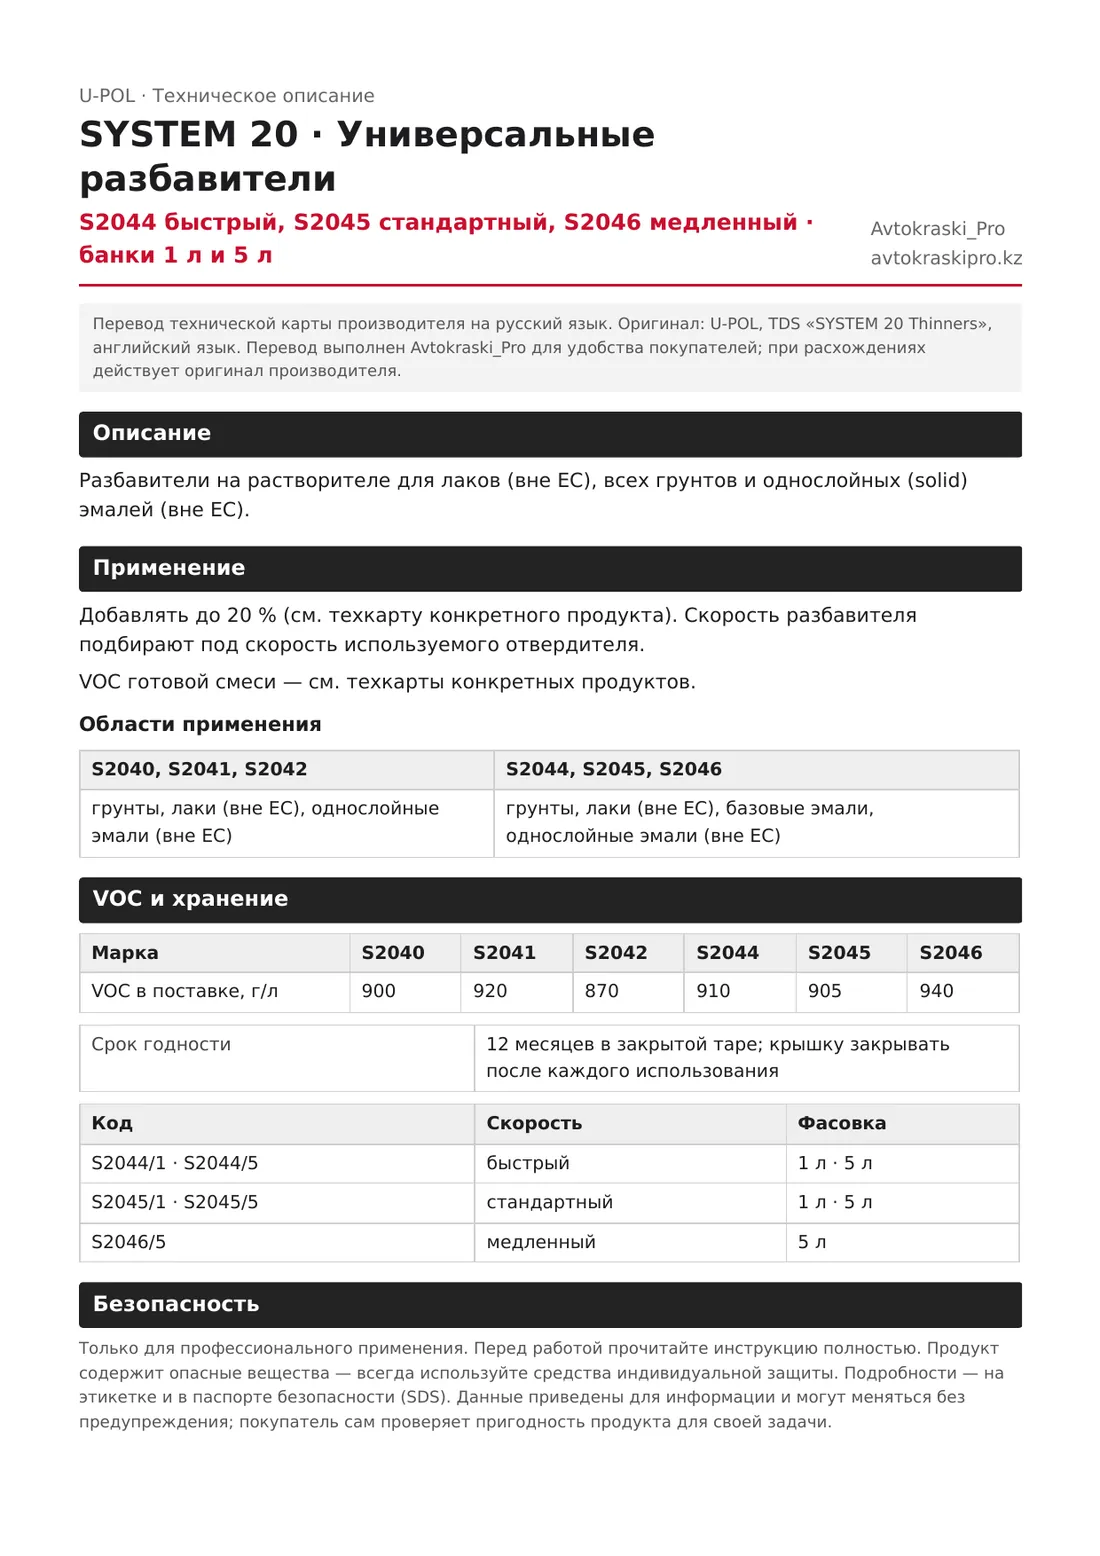 U-POL · Техническое описание
SYSTEM 20 · Универсальные
разбавители
S2044 быстрый, S2045 стандартный, S2046 медленный ·
банки 1 л и 5 л
Avtokraski_Pro
avtokraskipro.kz
Перевод технической карты производителя на русский язык. Оригинал: U-POL, TDS «SYSTEM 20 Thinners»,
английский язык. Перевод выполнен Avtokraski_Pro для удобства покупателей; при расхождениях
действует оригинал производителя.
Описание
Разбавители на растворителе для лаков (вне ЕС), всех грунтов и однослойных (solid)
эмалей (вне ЕС).
Применение
Добавлять до 20 % (см. техкарту конкретного продукта). Скорость разбавителя
подбирают под скорость используемого отвердителя.
VOC готовой смеси — см. техкарты конкретных продуктов.
Области применения
S2040, S2041, S2042 S2044, S2045, S2046
грунты, лаки (вне ЕС), однослойные
эмали (вне ЕС)
грунты, лаки (вне ЕС), базовые эмали,
однослойные эмали (вне ЕС)
VOC и хранение
Марка S2040 S2041 S2042 S2044 S2045 S2046
VOC в поставке, г/л 900 920 870 910 905 940
Срок годности
12 месяцев в закрытой таре; крышку закрывать
после каждого использования
Код Скорость Фасовка
S2044/1 · S2044/5 быстрый 1 л · 5 л
S2045/1 · S2045/5 стандартный 1 л · 5 л
S2046/5 медленный 5 л
Безопасность
Только для профессионального применения. Перед работой прочитайте инструкцию полностью. Продукт
содержит опасные вещества — всегда используйте средства индивидуальной защиты. Подробности — на
этикетке и в паспорте безопасности (SDS). Данные приведены для информации и могут меняться без
предупреждения; покупатель сам проверяет пригодность продукта для своей задачи.